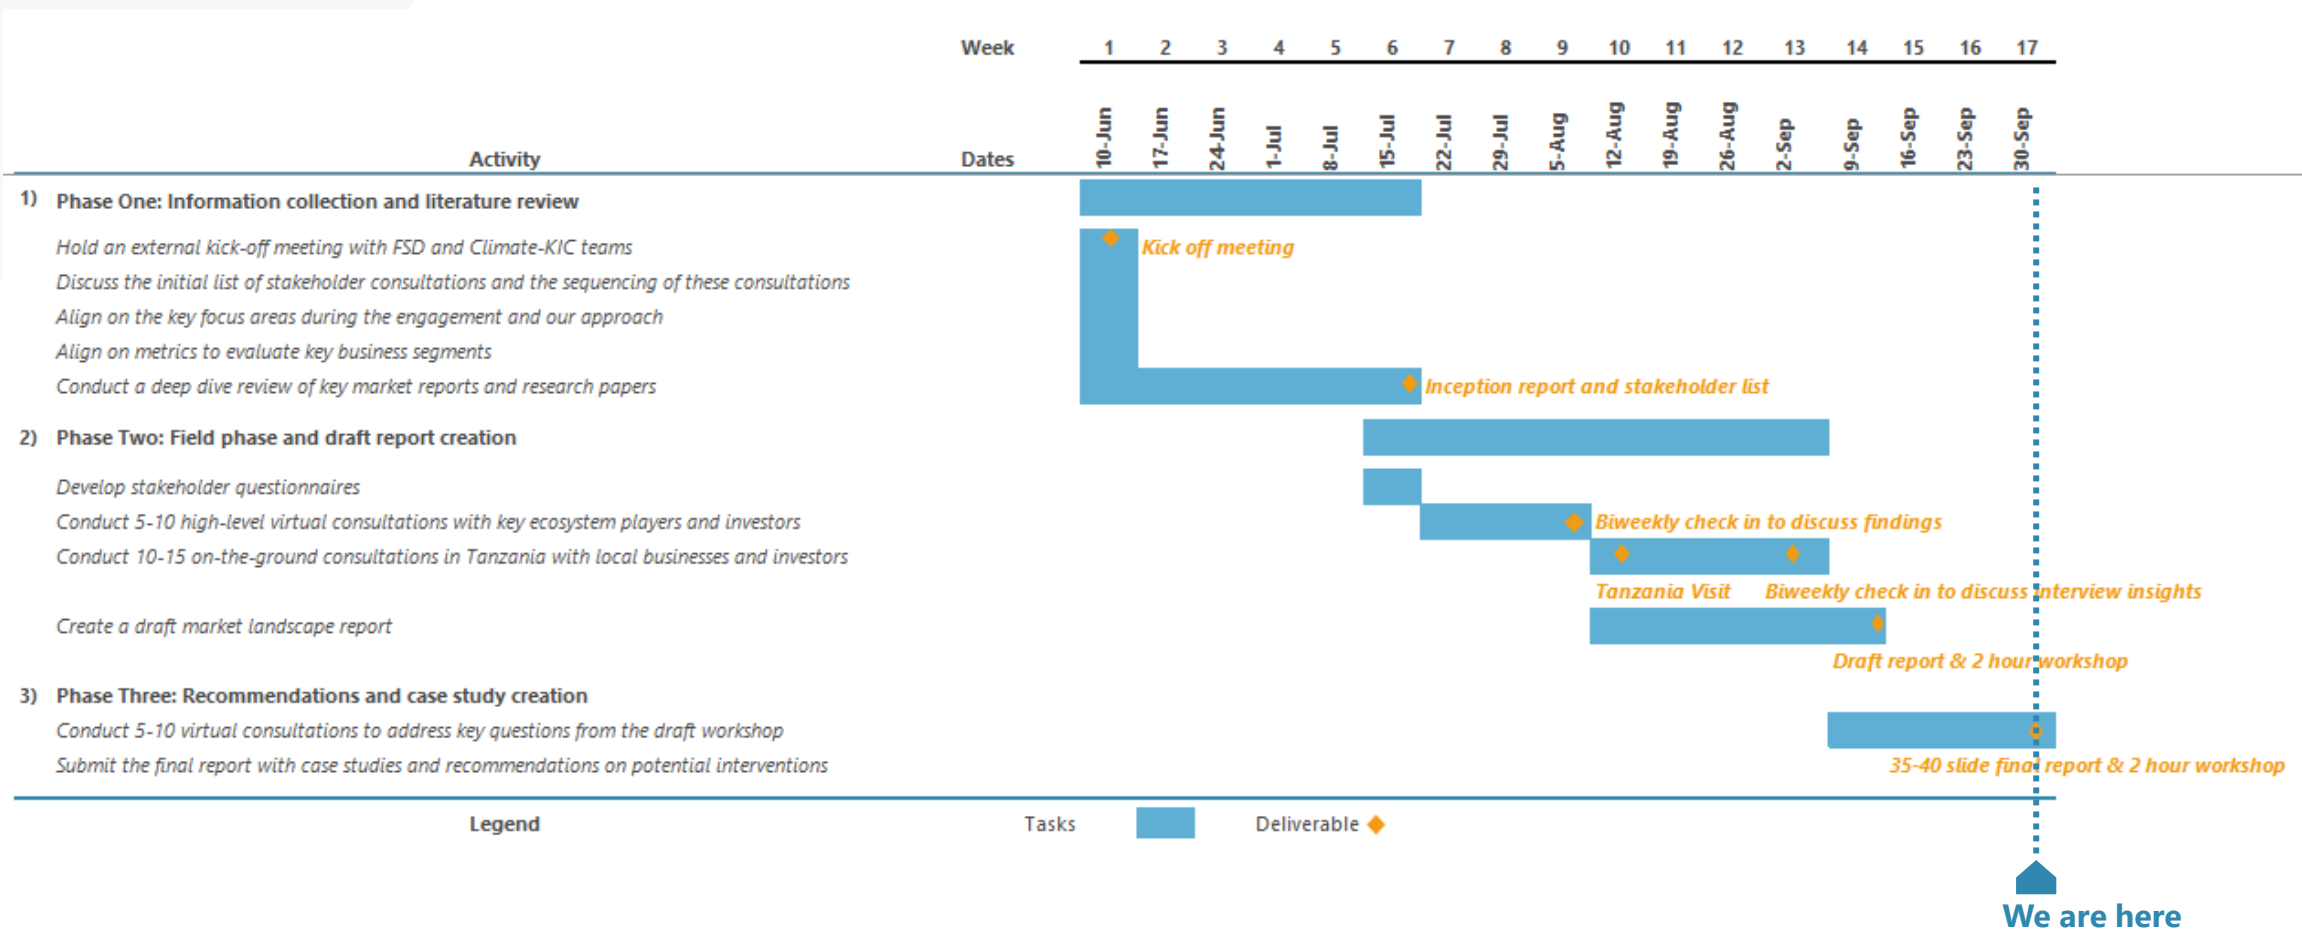 Week 1 2 3 4 5 6 7 8 9 10 11 12 13 14 15 16 17
Activity Dates 10-Jun 17-Jun 24-Jun 1-Jul 8-Jul 15-Jul 22-Jul 29-Jul 5-Aug 12-Aug 19-Aug 26-Aug 2-Sep 9-Sep 16-Sep 23-Sep 30-Sep
1) Phase One: Information collection and literature review
Hold an external kick-off meeting with FSD and Climate-KIC teams Kick off meeting
Discuss the initial list of stakeholder consultations and the sequencing of these consultations
Align on the key focus areas during the engagement and our approach
Align on metrics to evaluate key business segments
Conduct a deep dive review of key market reports and research papers Inception report and stakeholder list
2) Phase Two: Field phase and draft report creation
Develop stakeholder questionnaires
Conduct 5-10 high-level virtual consultations with key ecosystem players and investors Biweekly check in to discuss findings
Conduct 10-15 on-the-ground consultations in Tanzania with local businesses and investors
Tanzania Visit Biweekly check in to discuss interview insights
Create a draft market landscape report
Draft report & 2 hour workshop
3) Phase Three: Recommendations and case study creation
Conduct 5-10 virtual consultations to address key questions from the draft workshop
Submit the final report with case studies and recommendations on potential interventions 35-40 slide final report & 2 hour workshop
Legend Tasks Deliverable
We are here